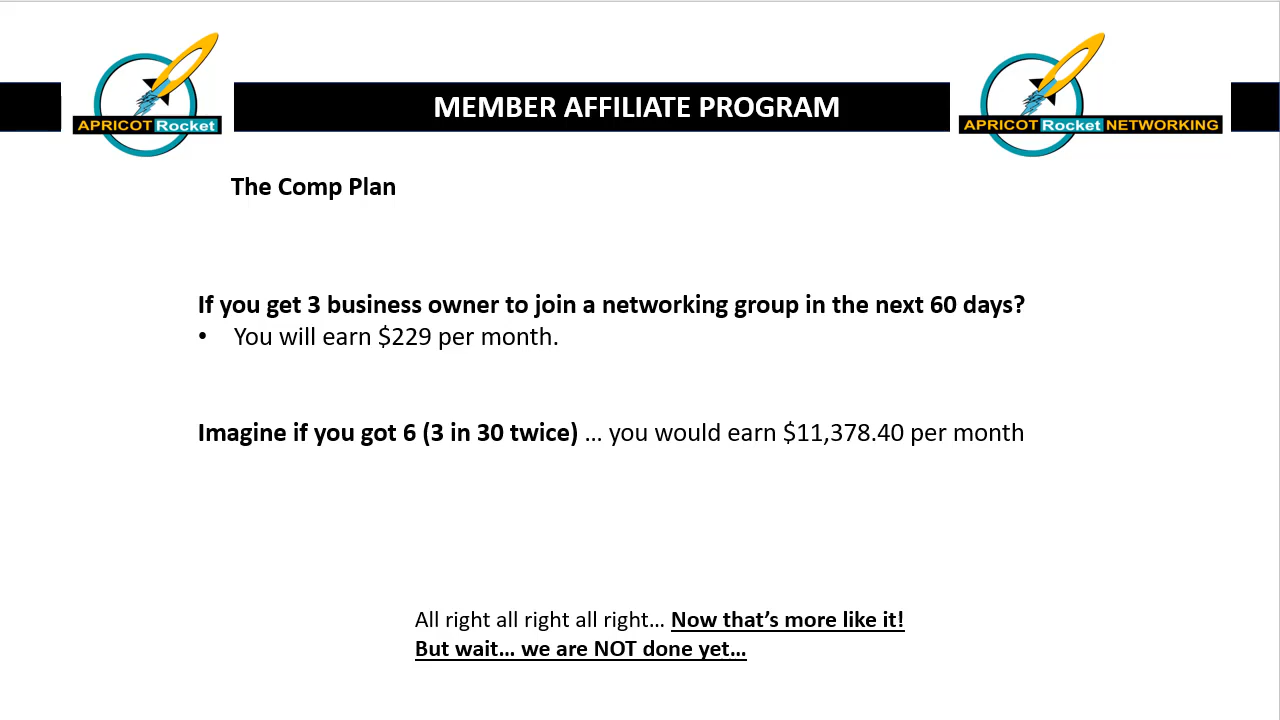 MEMBER AFFILIATE PROGRAM
APRICOT Rocket
APRICOT Rocket NETWORKING
The Comp Plan
If you get 3 business owner to join a networking group in the next 60 days?
• You will earn $229 per month.
Imagine if you got 6 (3 in 30 twice) … you would earn $11,378.40 per month
All right all right all right… Now that’s more like it!
But wait… we are NOT done yet…